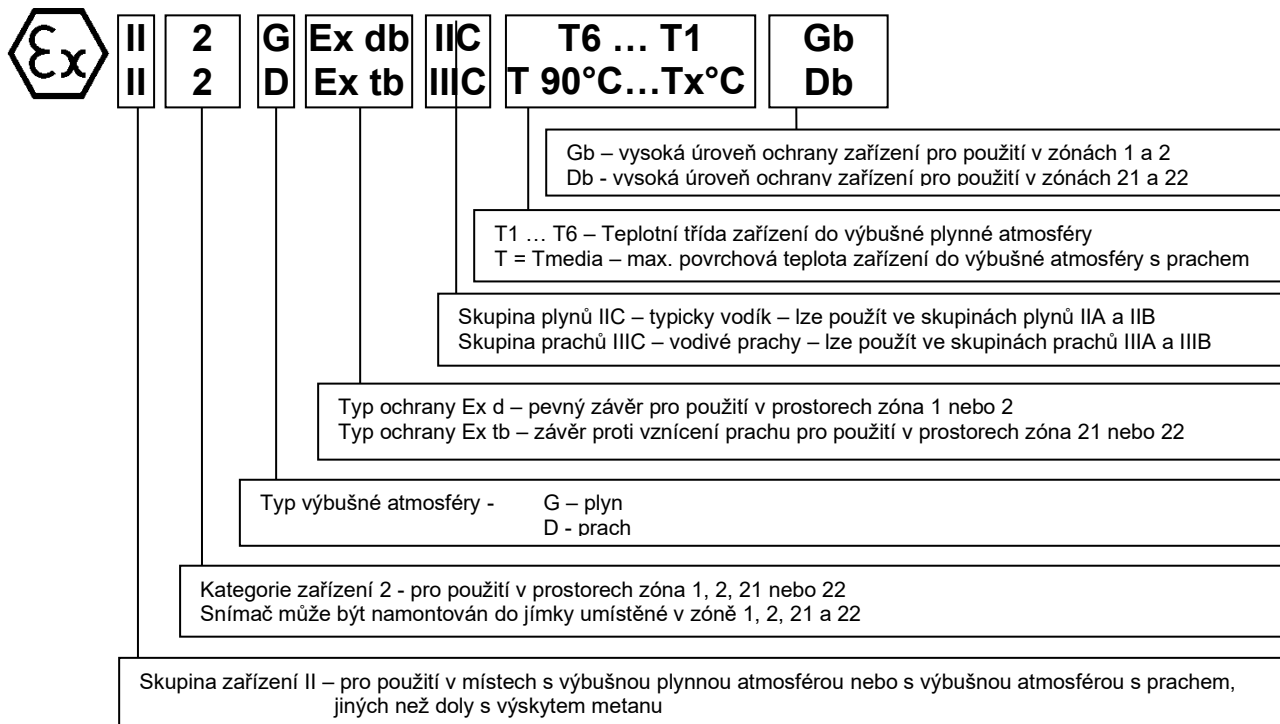 Ex II 2 G Ex db IIC T6 … T1 Gb
II 2 D Ex tb IIIC T 90°C…Tx°C Db
Gb – vysoká úroveň ochrany zařízení pro použití v zónách 1 a 2
Db - vysoká úroveň ochrany zařízení pro použití v zónách 21 a 22
T1 … T6 – Teplotní třída zařízení do výbušné plynné atmosféry
T = Tmedia – max. povrchová teplota zařízení do výbušné atmosféry s prachem
Skupina plynů IIC – typicky vodík – lze použít ve skupinách plynů IIA a IIB
Skupina prachů IIIC – vodivé prachy – lze použít ve skupinách prachů IIIA a IIIB
Typ ochrany Ex d – pevný závěr pro použití v prostorech zóna 1 nebo 2
Typ ochrany Ex tb – závěr proti vznícení prachu pro použití v prostorech zóna 21 nebo 22
Typ výbušné atmosféry - G – plyn
D - prach
Kategorie zařízení 2 - pro použití v prostorech zóna 1, 2, 21 nebo 22
Snímač může být namontován do jímky umístěné v zóně 1, 2, 21 a 22
Skupina zařízení II – pro použití v místech s výbušnou plynnou atmosférou nebo s výbušnou atmosférou s prachem,
jiných než doly s výskytem metanu